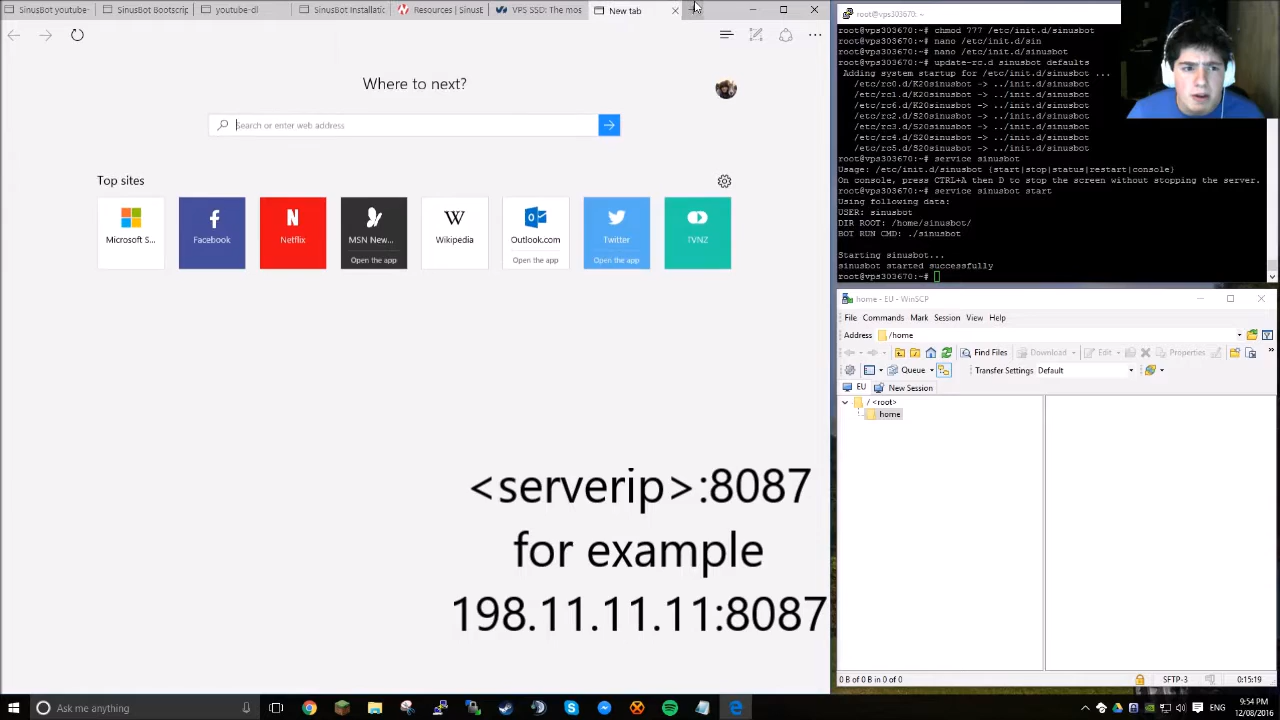 SinusBot youtube-
SinusBot Bootscrip
youtube-dl
SinusBot Installatic
Resources | Sinusb
VPS SSD: the most
New tab
Where to next?
Search or enter web address
Top sites
Microsoft S...
Facebook
Netflix
MSN New...
Open the app
Wikipedia
Outlook.com
Open the app
Twitter
Open the app
TVNZ
<serverip>:8087
for example
198.11.11.11:8087
root@vps303670: ~
root@vps303670:~# chmod 777 /etc/init.d/sinusbot
root@vps303670:~# nano /etc/init.d/sin
root@vps303670:~# nano /etc/init.d/sinusbot
root@vps303670:~# update-rc.d sinusbot defaults
Adding system startup for /etc/init.d/sinusbot ...
/etc/rc0.d/K20sinusbot -> ../init.d/sinusbot
/etc/rc1.d/K20sinusbot -> ../init.d/sinusbot
/etc/rc6.d/K20sinusbot -> ../init.d/sinusbot
/etc/rc2.d/S20sinusbot -> ../init.d/sinusbot
/etc/rc3.d/S20sinusbot -> ../init.d/sinusbot
/etc/rc4.d/S20sinusbot -> ../init.d/sinusbot
/etc/rc5.d/S20sinusbot -> ../init.d/sinusbot
root@vps303670:~# service sinusbot
Usage: /etc/init.d/sinusbot {start|stop|status|restart|console}
On console, press CTRL+A then D to stop the screen without stopping the server.
root@vps303670:~# service sinusbot start
Using following data:
USER: sinusbot
DIR ROOT: /home/sinusbot/
BOT RUN CMD: ./sinusbot
Starting sinusbot...
sinusbot started successfully
root@vps303670:~#
home - EU - WinSCP
File Commands Mark Session View Help
Address /home
Find Files Download Edit Properties
Queue Transfer Settings Default
EU New Session
/ <root>
home
0 B of 0 B in 0 of 0 SFTP-3 0:15:19
Ask me anything
ENG
9:54 PM
12/08/2016